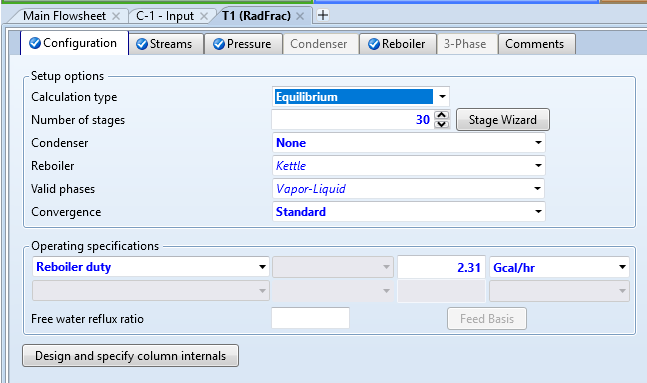 Main Flowsheet × C-1 - Input × T1 (RadFrac) × +
Configuration Streams Pressure Condenser Reboiler 3-Phase Comments
Setup options
Calculation type Equilibrium
Number of stages 30 Stage Wizard
Condenser None
Reboiler Kettle
Valid phases Vapor-Liquid
Convergence Standard
Operating specifications
Reboiler duty 2.31 Gcal/hr
Free water reflux ratio Feed Basis
Design and specify column internals